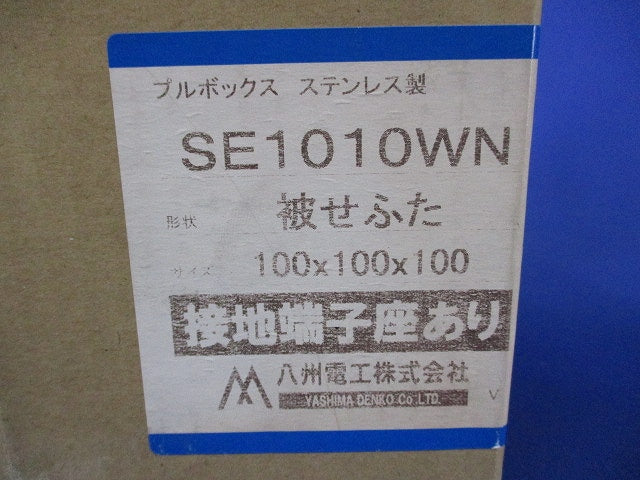 プルボックス ステンレス製
SE1010WN
形状 被せふた
サイズ 100x100x100
接地端子座あり
八州電工株式会社
YASHIMA DENKO Co.LTD.
V